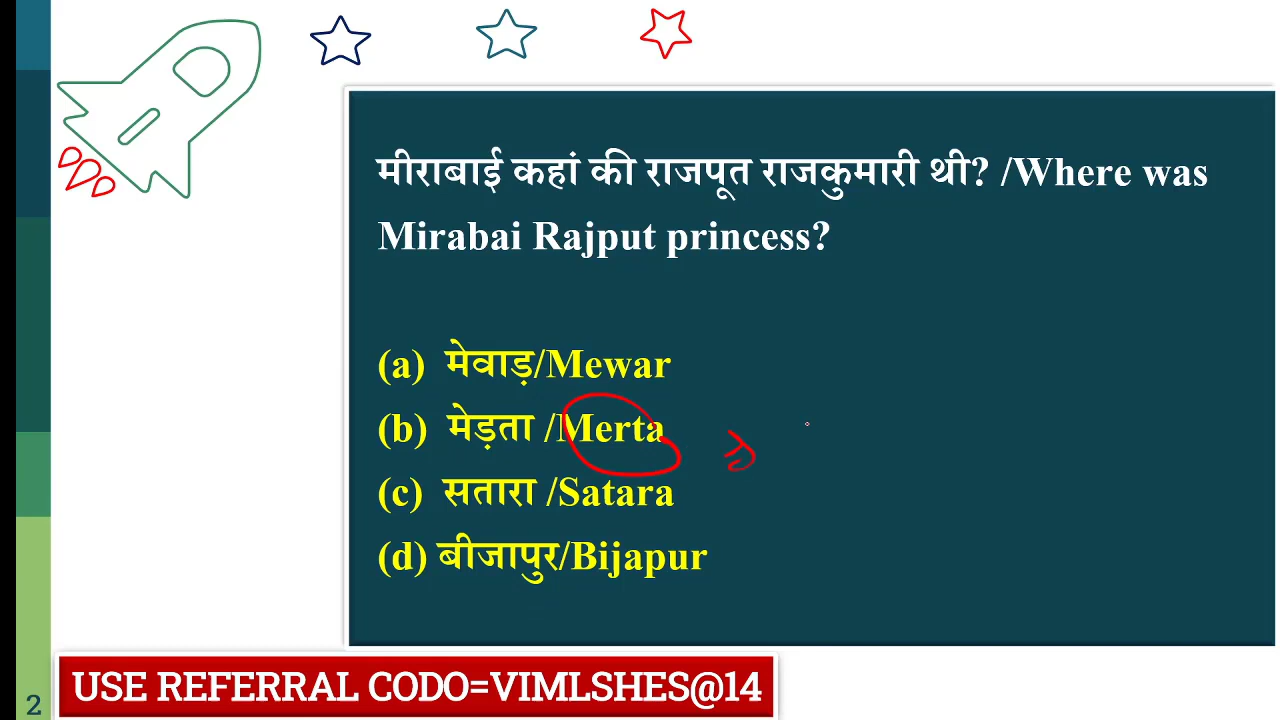 मीराबाई कहां की राजपूत राजकुमारी थी? /Where was
Mirabai Rajput princess?
(a) मेवाड़/Mewar
(b) मेड़ता /Merta
(c) सतारा /Satara
(d) बीजापुर/Bijapur
USE REFERRAL CODO=VIMLSHES@14
2